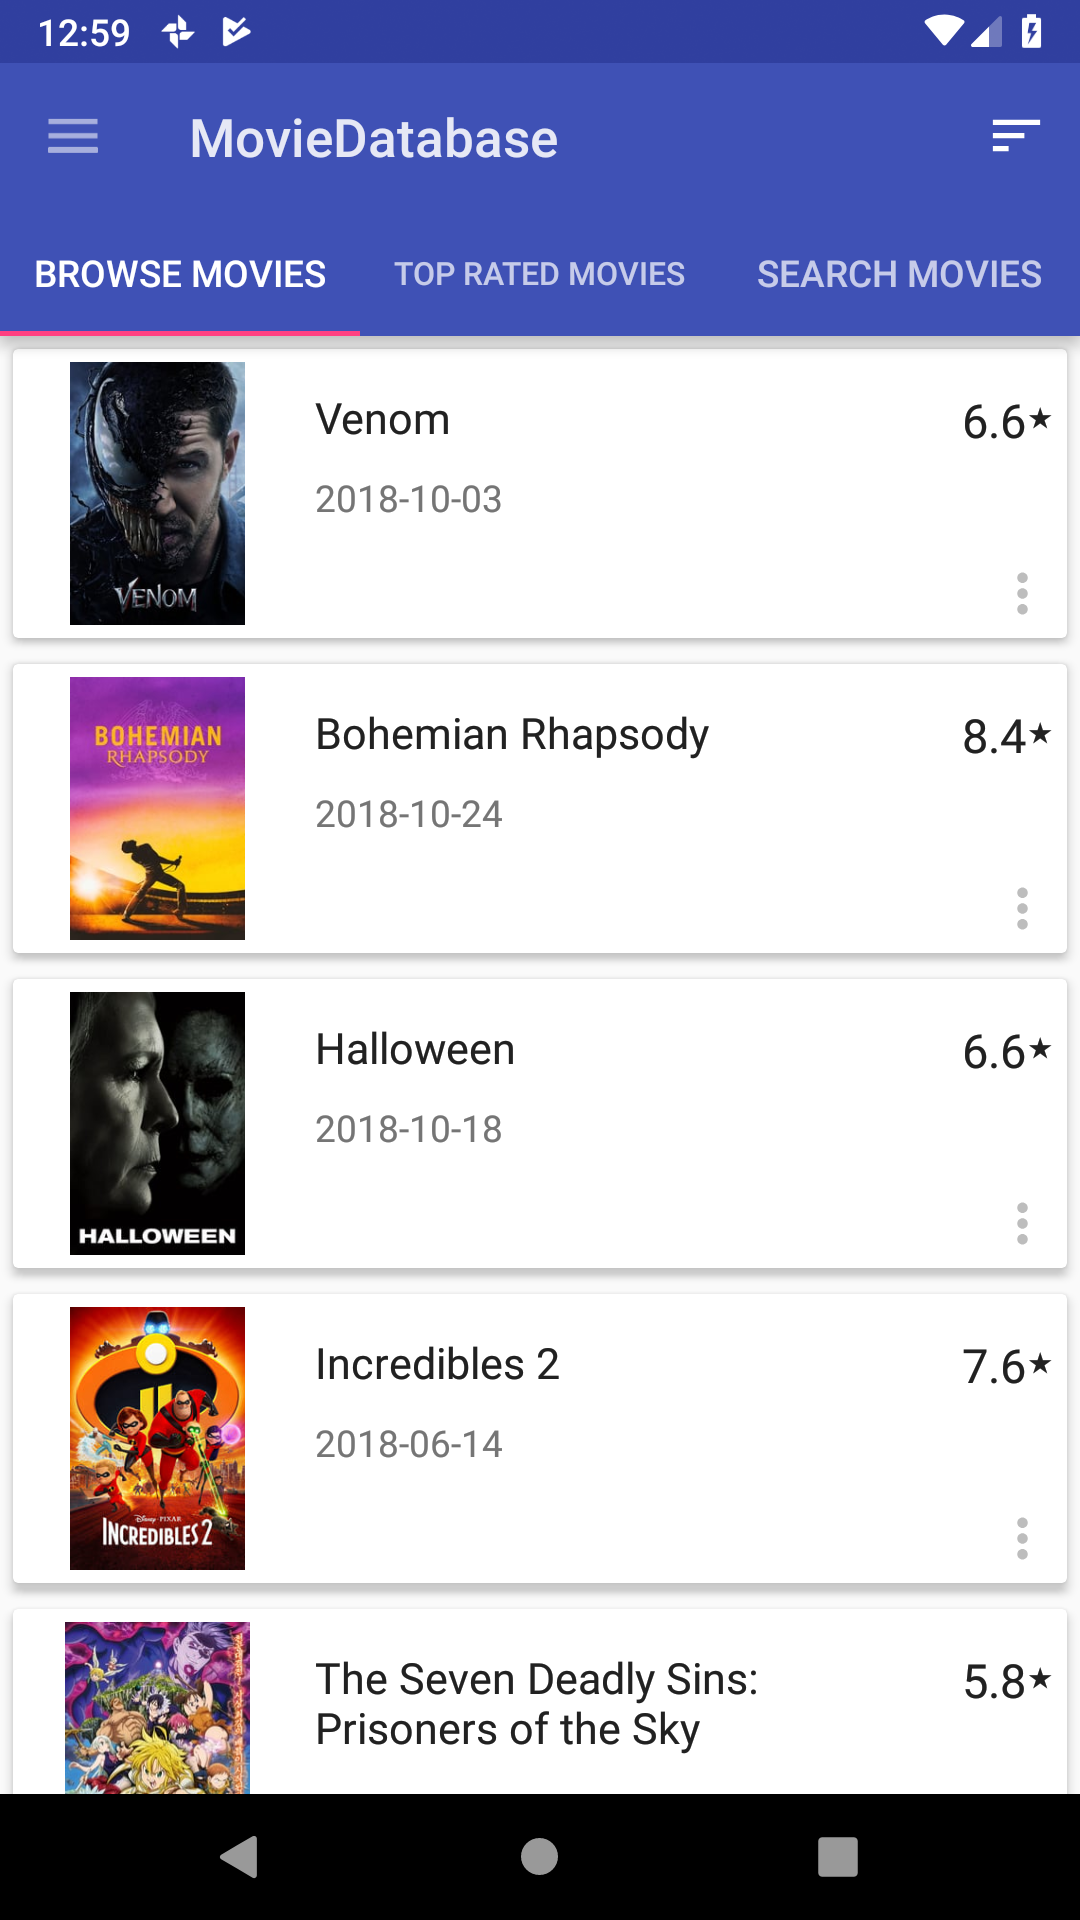 12:59
MovieDatabase
BROWSE MOVIES
TOP RATED MOVIES
SEARCH MOVIES
VENOM
Venom
6.6★
2018-10-03
BOHEMIAN
RHAPSODY
Bohemian Rhapsody
8.4★
2018-10-24
HALLOWEEN
Halloween
6.6★
2018-10-18
Disney PIXAR
INCREDIBLES 2
Incredibles 2
7.6★
2018-06-14
The Seven Deadly Sins:
Prisoners of the Sky
5.8★